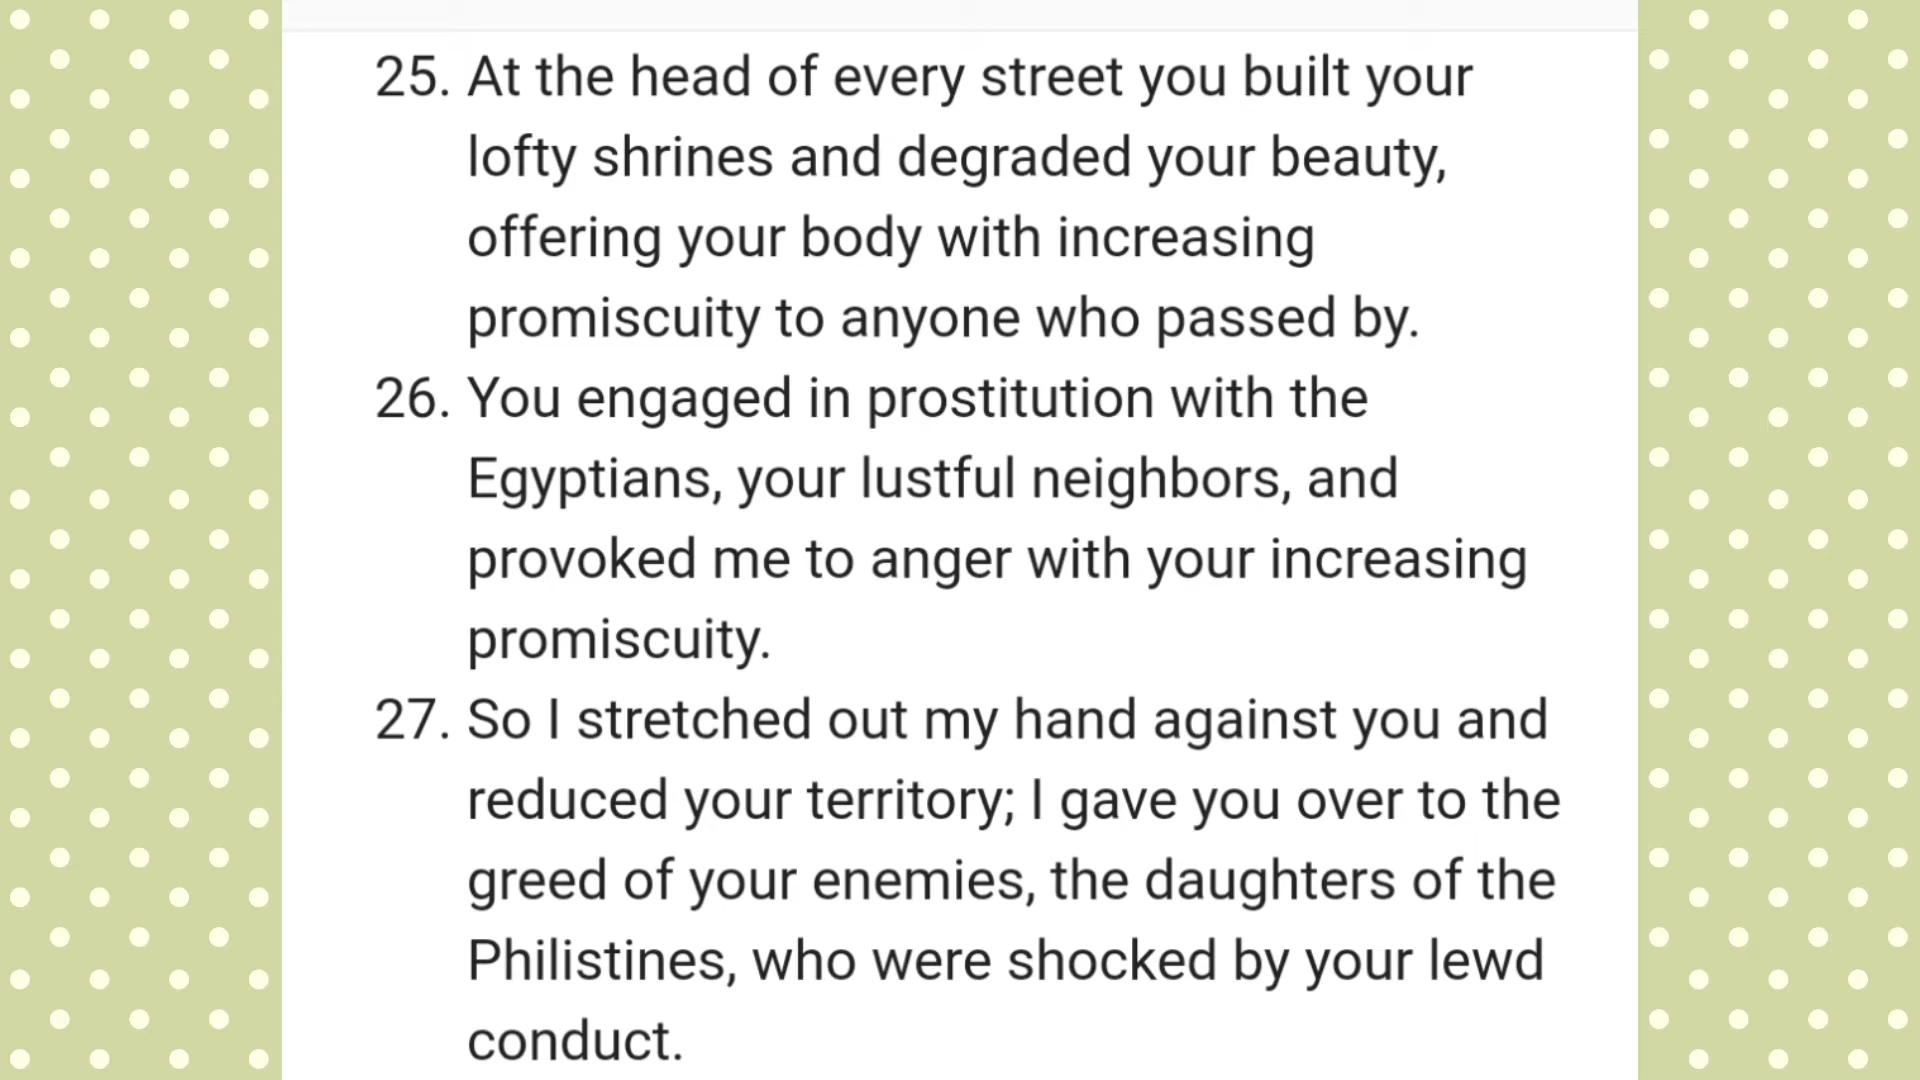 25. At the head of every street you built your
lofty shrines and degraded your beauty,
offering your body with increasing
promiscuity to anyone who passed by.
26. You engaged in prostitution with the
Egyptians, your lustful neighbors, and
provoked me to anger with your increasing
promiscuity.
27. So I stretched out my hand against you and
reduced your territory; I gave you over to the
greed of your enemies, the daughters of the
Philistines, who were shocked by your lewd
conduct.